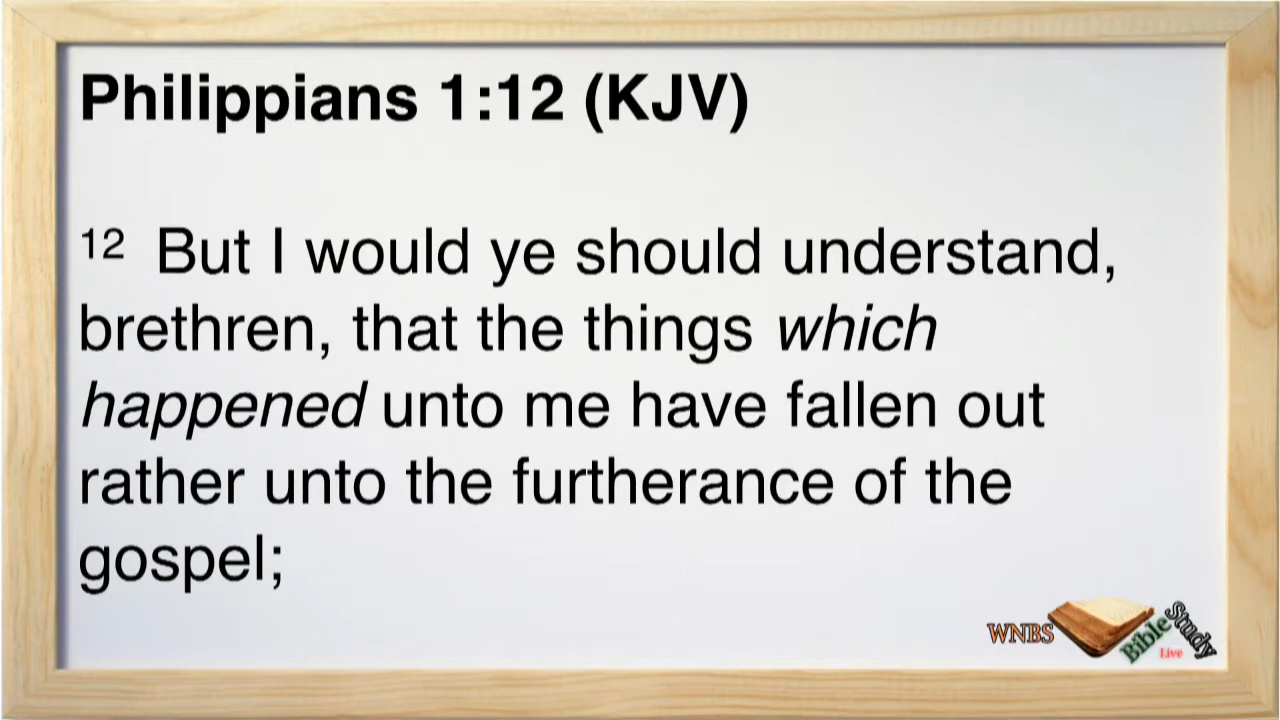 Philippians 1:12 (KJV)
12 But I would ye should understand,
brethren, that the things which
happened unto me have fallen out
rather unto the furtherance of the
gospel;
WNBS Bible Study
Live